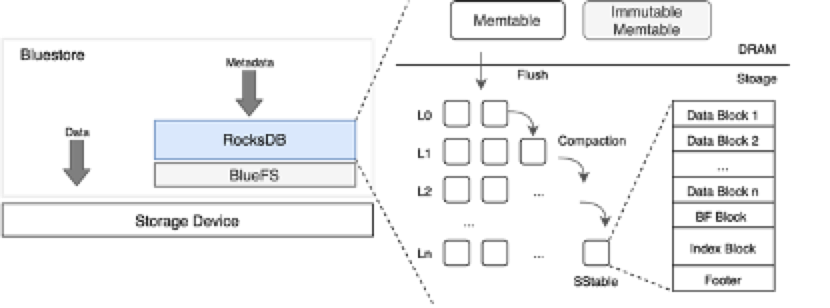 Bluestore
Metadata
Data
RocksDB
BlueFS
Storage Device
Memtable
Immutable
Memtable
DRAM
Flush
Stoage
L0
L1
Compaction
L2
...
...
Ln
...
SStable
Data Block 1
Data Block 2
...
Data Block n
BF Block
Index Block
Footer